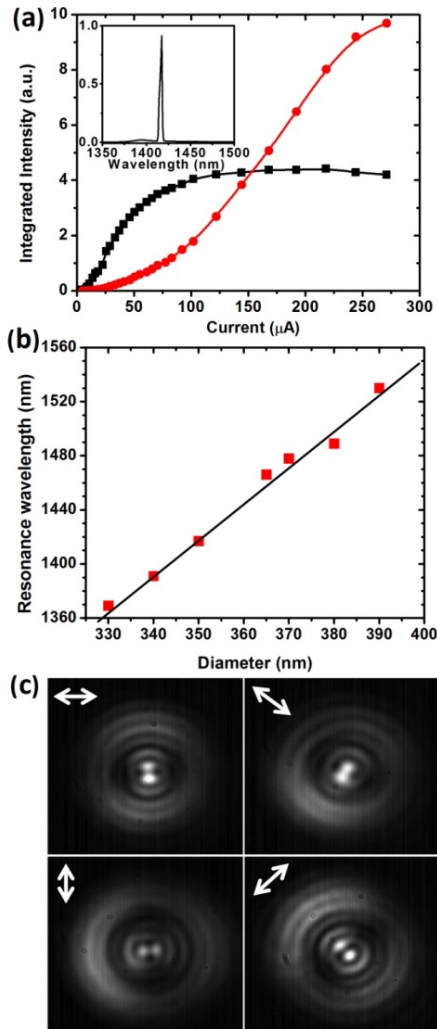 (a)
10
8
6
4
2
0
Integrated Intensity (a.u.)
1.0
0.5
0.0
1350 1400 1450 1500
Wavelength (nm)
0 50 100 150 200 250 300
Current (μA)
(b)
1560
1520
1480
1440
1400
1360
Resonance wavelength (nm)
330 340 350 360 370 380 390 400
Diameter (nm)
(c)